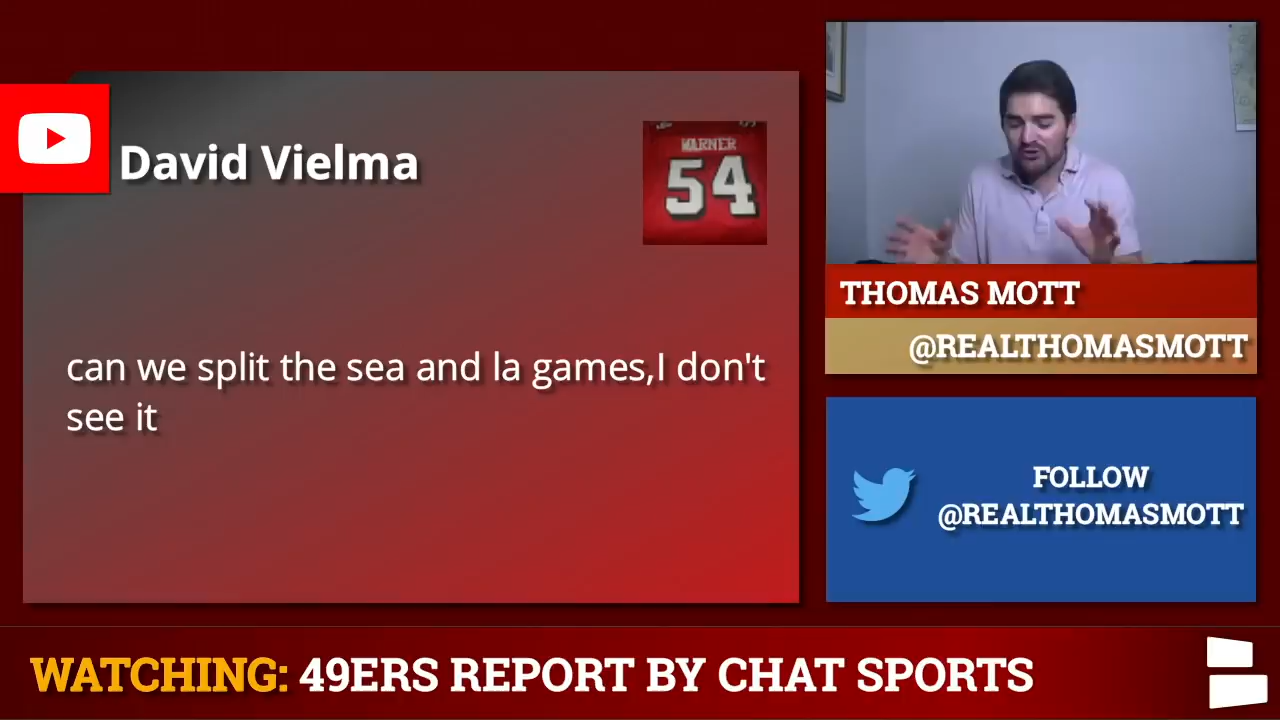 David Vielma
WARNER
54
can we split the sea and la games,I don't
see it
THOMAS MOTT
@REALTHOMASMOTT
FOLLOW
@REALTHOMASMOTT
WATCHING: 49ERS REPORT BY CHAT SPORTS